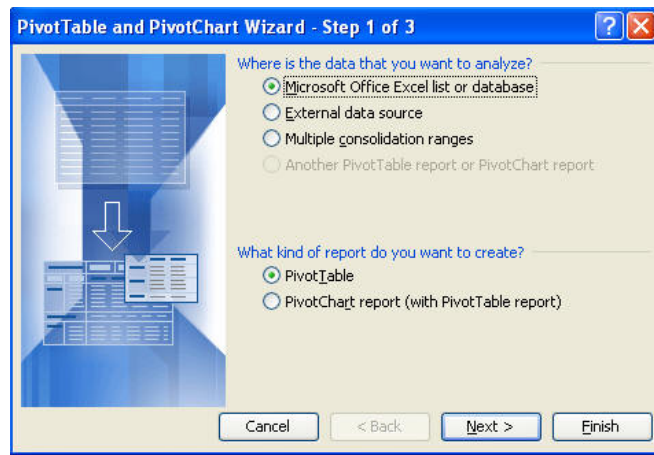 PivotTable and PivotChart Wizard - Step 1 of 3
Where is the data that you want to analyze?
Microsoft Office Excel list or database
External data source
Multiple consolidation ranges
Another PivotTable report or PivotChart report
What kind of report do you want to create?
PivotTable
PivotChart report (with PivotTable report)
Cancel < Back Next > Finish